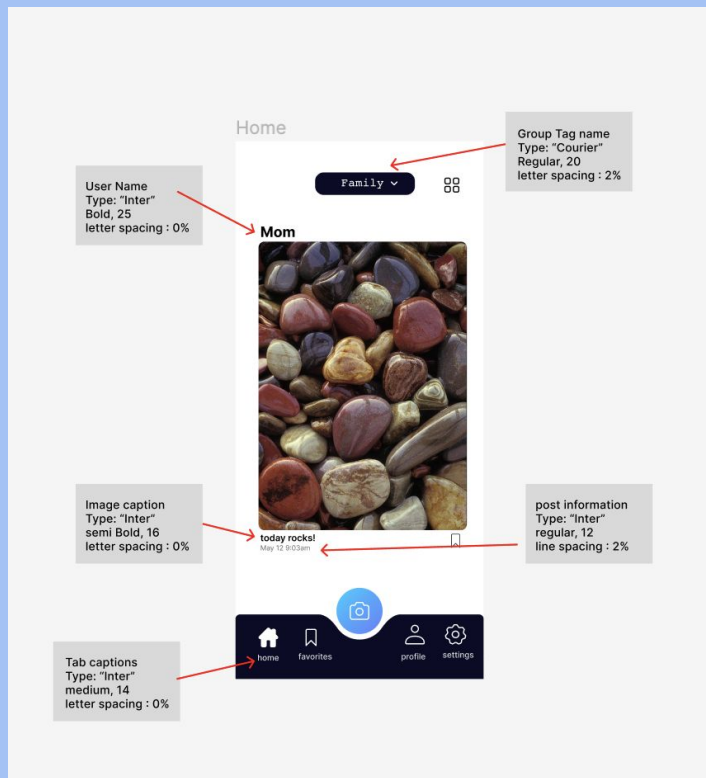 Home
Group Tag name
Type: “Courier”
Regular, 20
letter spacing : 2%
Family
User Name
Type: “Inter”
Bold, 25
letter spacing : 0%
Mom
Image caption
Type: “Inter”
semi Bold, 16
letter spacing : 0%
post information
Type: “Inter”
regular, 12
line spacing : 2%
today rocks!
May 12 9:03am
home
favorites
profile
settings
Tab captions
Type: “Inter”
medium, 14
letter spacing : 0%